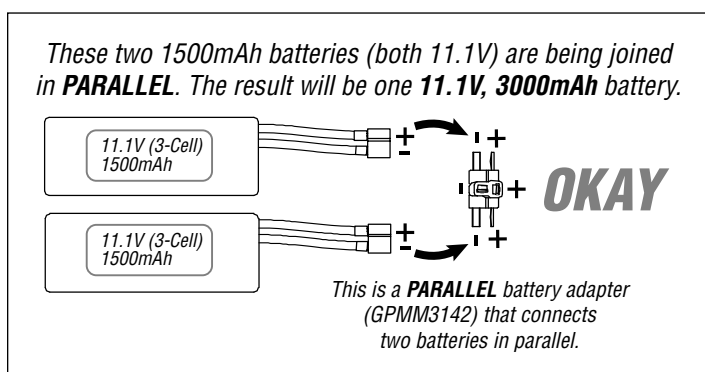 These two 1500mAh batteries (both 11.1V) are being joined
in PARALLEL. The result will be one 11.1V, 3000mAh battery.
11.1V (3-Cell)
1500mAh
+
-
- +
- +
OKAY
11.1V (3-Cell)
1500mAh
+
-
- +
This is a PARALLEL battery adapter
(GPMM3142) that connects
two batteries in parallel.